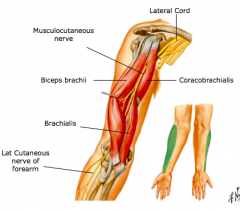 Lateral Cord
Musculocutaneous
nerve
Biceps brachii
Coracobrachialis
Brachialis
Lat Cutaneous
nerve of
forearm